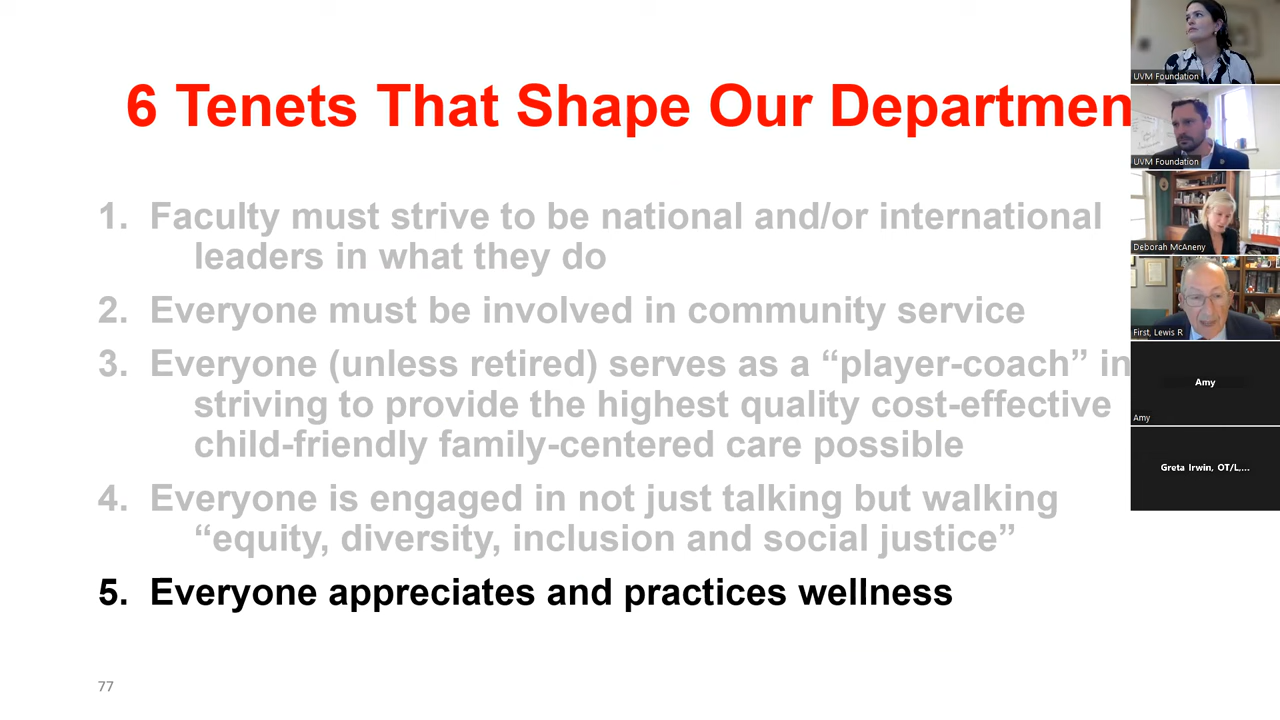 6 Tenets That Shape Our Departmen
1. Faculty must strive to be national and/or international
leaders in what they do
2. Everyone must be involved in community service
3. Everyone (unless retired) serves as a “player-coach” in
striving to provide the highest quality cost-effective
child-friendly family-centered care possible
4. Everyone is engaged in not just talking but walking
“equity, diversity, inclusion and social justice”
5. Everyone appreciates and practices wellness
77
UVM Foundation
UVM Foundation
Deborah McAneny
First, Lewis R
Amy
Amy
Greta Irwin, OT/L,...